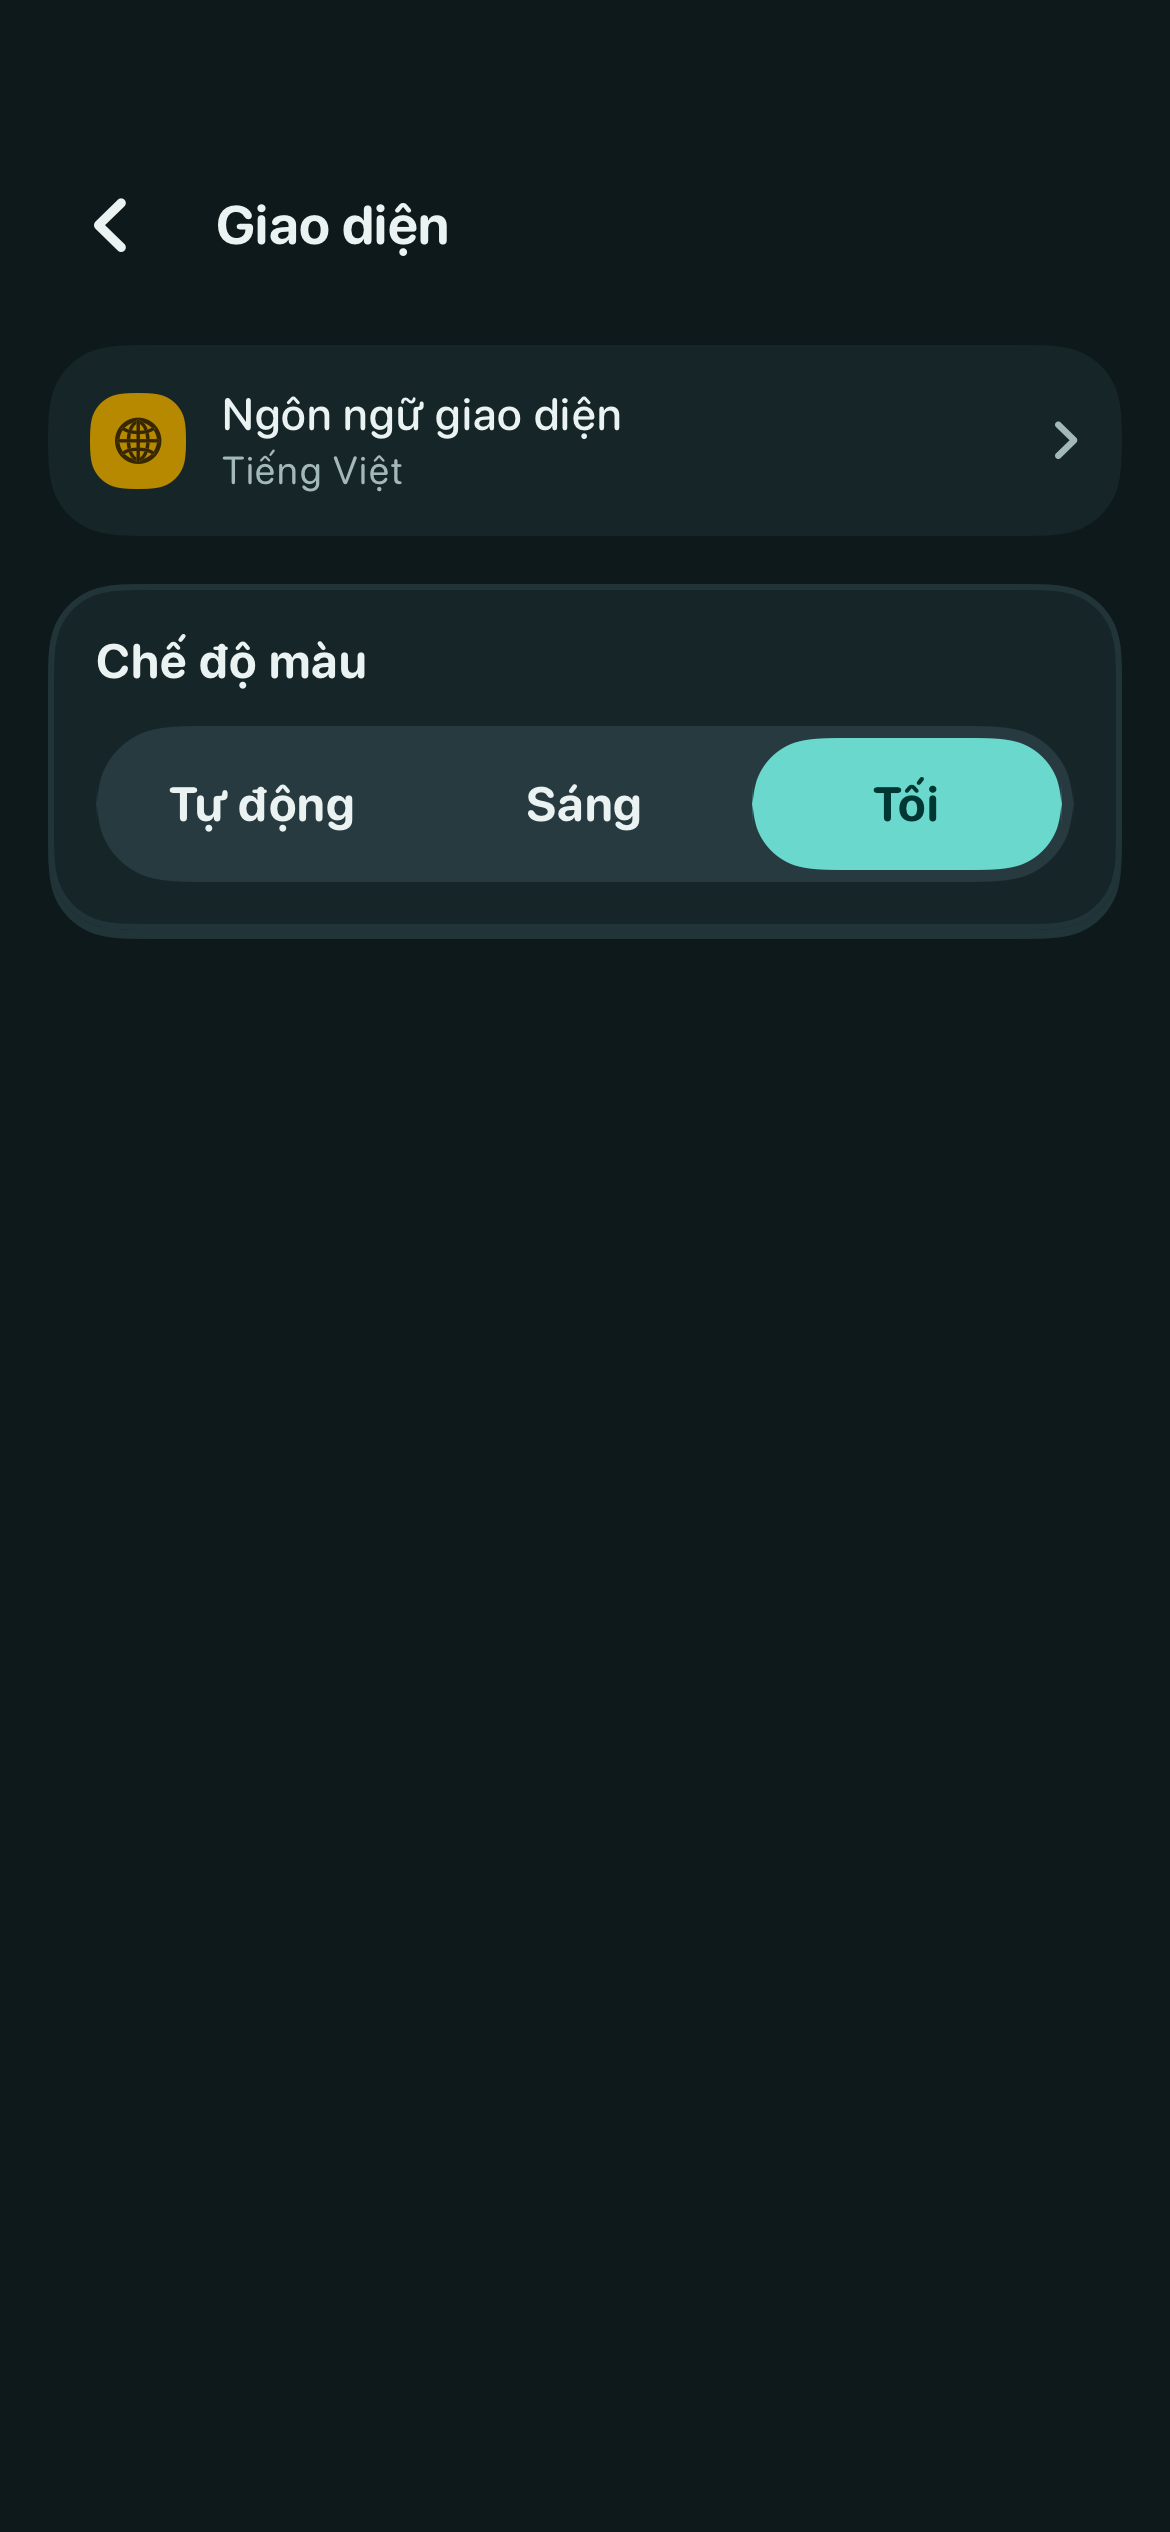 Giao diện
Ngôn ngữ giao diện
Tiếng Việt
Chế độ màu
Tự động
Sáng
Tối